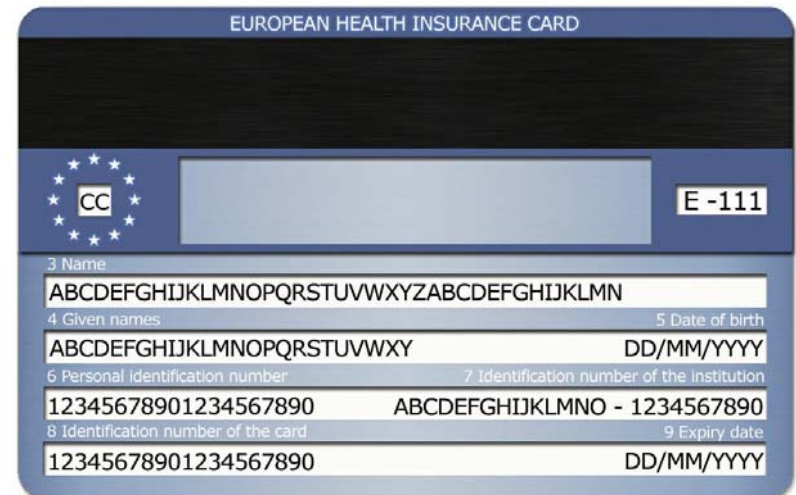 EUROPEAN HEALTH INSURANCE CARD
CC E -111
3 Name
ABCDEFGHIJKLMNOPQRSTUVWXYZABCDEFGHIJKLMN
4 Given names 5 Date of birth
ABCDEFGHIJKLMNOPQRSTUVWXY DD/MM/YYYY
6 Personal identification number 7 Identification number of the institution
12345678901234567890 ABCDEFGHIJKLMNO - 1234567890
8 Identification number of the card 9 Expiry date
12345678901234567890 DD/MM/YYYY